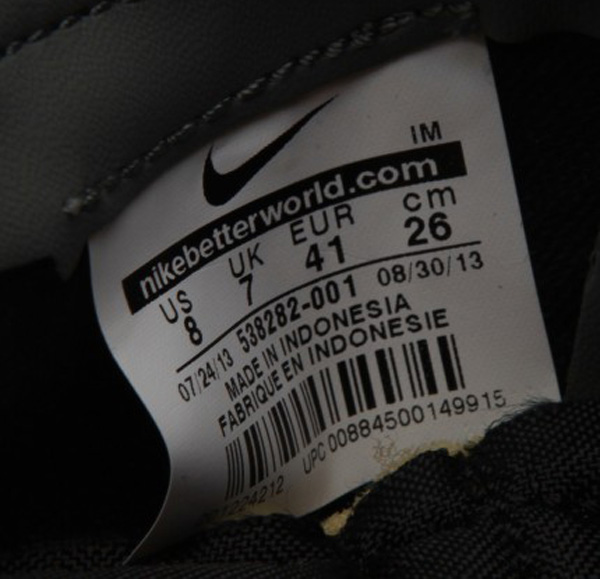 IM
nikebetterworld.com
US UK EUR cm
8 7 41 26
07/24/13 538282-001 08/30/13
MADE IN INDONESIA
FABRIQUE EN INDONESIE
UPC 00884500149915